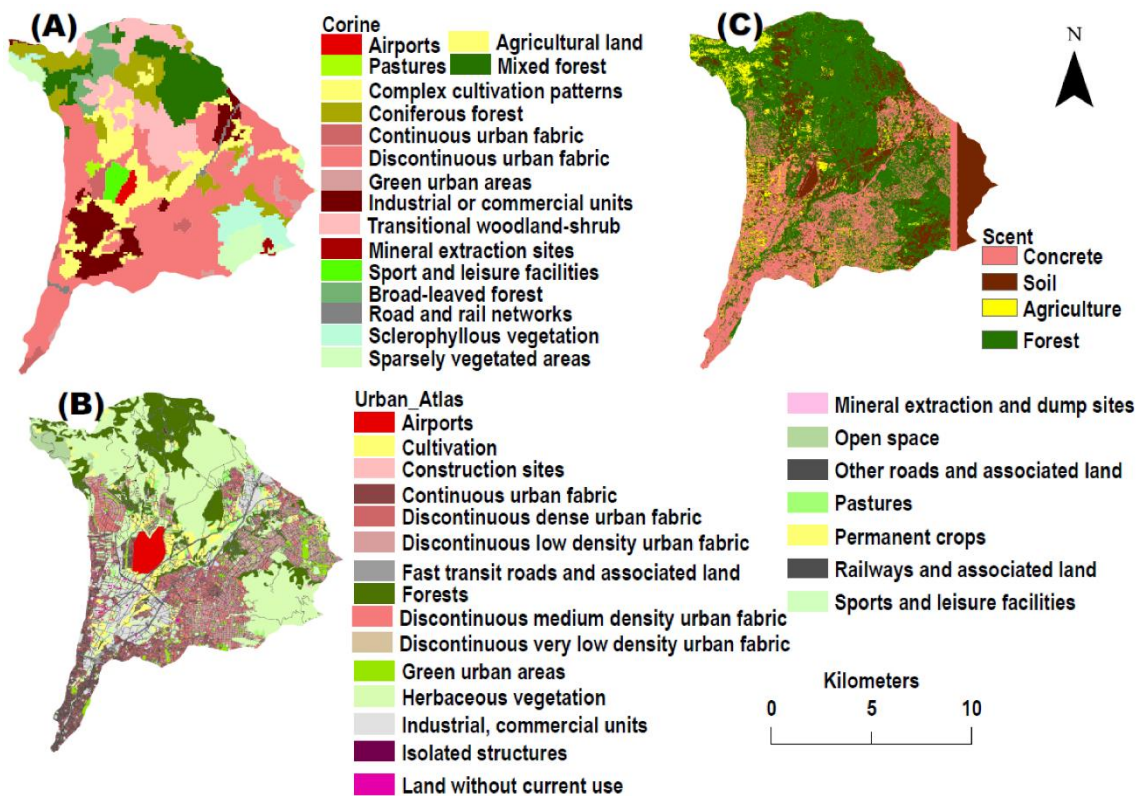 (A)
Corine
Airports
Agricultural land
Pastures
Mixed forest
Complex cultivation patterns
Coniferous forest
Continuous urban fabric
Discontinuous urban fabric
Green urban areas
Industrial or commercial units
Transitional woodland-shrub
Mineral extraction sites
Sport and leisure facilities
Broad-leaved forest
Road and rail networks
Sclerophyllous vegetation
Sparsely vegetated areas
(C)
N
Scent
Concrete
Soil
Agriculture
Forest
(B)
Urban_Atlas
Airports
Cultivation
Construction sites
Continuous urban fabric
Discontinuous dense urban fabric
Discontinuous low density urban fabric
Fast transit roads and associated land
Forests
Discontinuous medium density urban fabric
Discontinuous very low density urban fabric
Green urban areas
Herbaceous vegetation
Industrial, commercial units
Isolated structures
Land without current use
Mineral extraction and dump sites
Open space
Other roads and associated land
Pastures
Permanent crops
Railways and associated land
Sports and leisure facilities
Kilometers
0 5 10